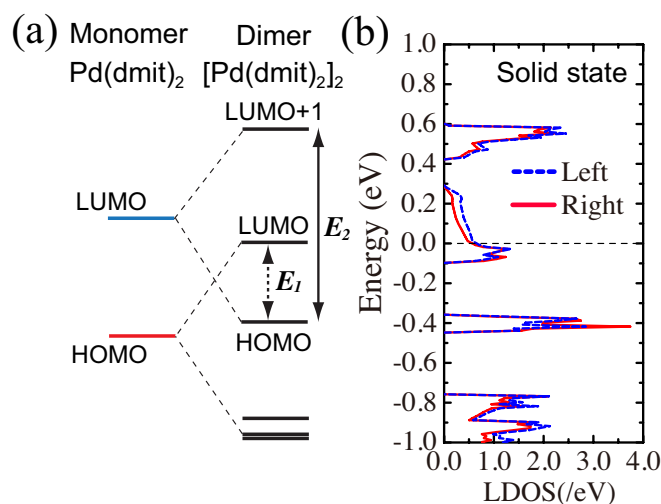 (a)
Monomer
Pd(dmit)2
Dimer
[Pd(dmit)2]2
LUMO+1
LUMO
LUMO
E2
E1
HOMO
HOMO
(b)
Solid state
Left
Right
Energy (eV)
1.0
0.8
0.6
0.4
0.2
0.0
-0.2
-0.4
-0.6
-0.8
-1.0
0.0 1.0 2.0 3.0 4.0
LDOS(/eV)